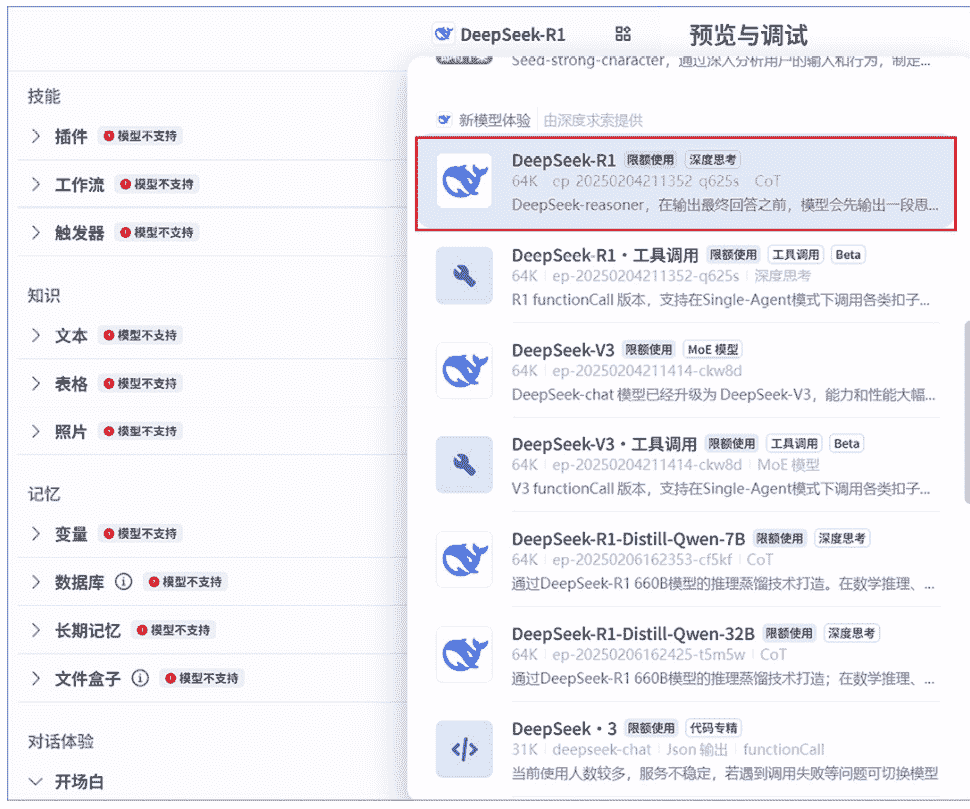 DeepSeek-R1
预览与调试
技能
插件 模型不支持
工作流 模型不支持
触发器 模型不支持
知识
文本 模型不支持
表格 模型不支持
照片 模型不支持
记忆
变量 模型不支持
数据库 模型不支持
长期记忆 模型不支持
文件盒子 模型不支持
对话体验
开场白
Seed-strong-character，通过深入分析用户的输入和行为，制定...
新模型体验 由深度求索提供
DeepSeek-R1 限额使用 深度思考
64K ep-20250204211352-q625s CoT
DeepSeek-reasoner，在输出最终回答之前，模型会先输出一段思...
DeepSeek-R1·工具调用 限额使用 工具调用 Beta
64K ep-20250204211352-q625s 深度思考
R1 functionCall 版本，支持在Single-Agent模式下调用各类扣子...
DeepSeek-V3 限额使用 MoE 模型
64K ep-20250204211414-ckw8d
DeepSeek-chat 模型已经升级为 DeepSeek-V3，能力和性能大幅...
DeepSeek-V3·工具调用 限额使用 工具调用 Beta
64K ep-20250204211414-ckw8d MoE 模型
V3 functionCall 版本，支持在Single-Agent模式下调用各类扣子...
DeepSeek-R1-Distill-Qwen-7B 限额使用 深度思考
64K ep-20250206162353-cf5kf CoT
通过DeepSeek-R1 660B模型的推理蒸馏技术打造。在数学推理、...
DeepSeek-R1-Distill-Qwen-32B 限额使用 深度思考
64K ep-20250206162425-t5m5w CoT
通过DeepSeek-R1 660B模型的推理蒸馏技术打造；在数学推理、...
DeepSeek·3 限额使用 代码专精
31K deepseek-chat Json 输出 functionCall
当前使用人数较多，服务不稳定，若遇到调用失败等问题可切换模型